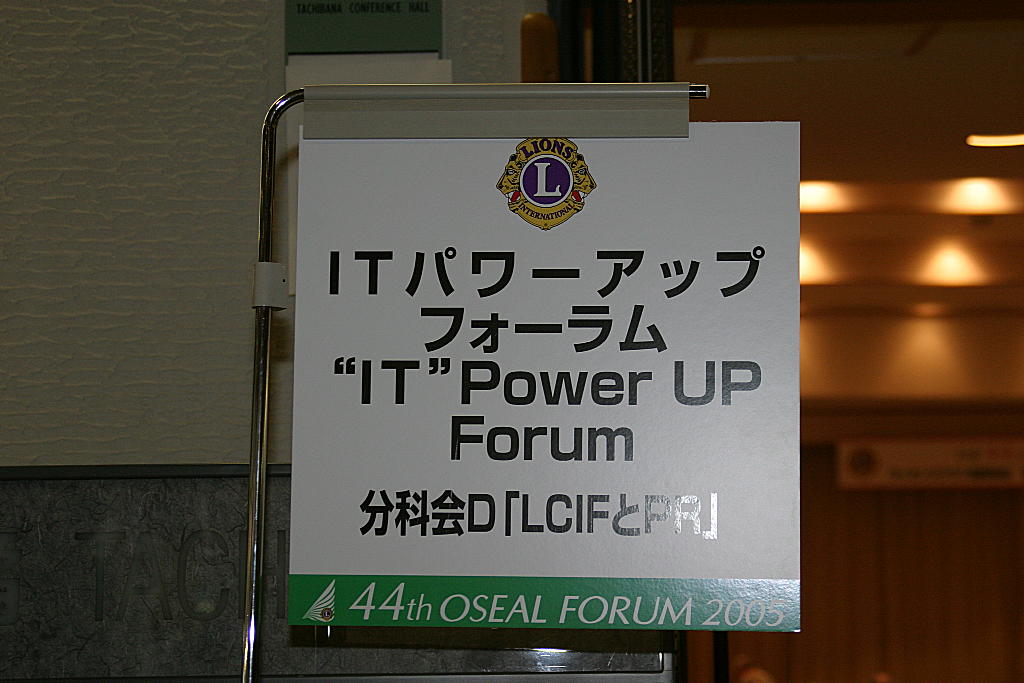 TACHIBANA CONFERENCE HALL
LIONS
L
INTERNATIONAL
ITパワーアップ
フォーラム
“IT”Power UP
Forum
分科会D「LCIFとPR」
44th OSEAL FORUM 2005
TACHI